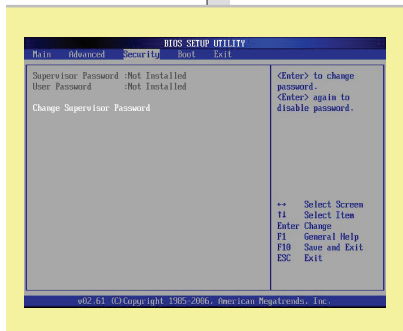 BIOS SETUP UTILITY
Main Advanced Security Boot Exit
Supervisor Password :Not Installed
User Password :Not Installed
Change Supervisor Password
<Enter> to change
password.
<Enter> again to
disable password.
↔ Select Screen
↑↓ Select Item
Enter Change
F1 General Help
F10 Save and Exit
ESC Exit
v02.61 (C)Copyright 1985-2006, American Megatrends, Inc.